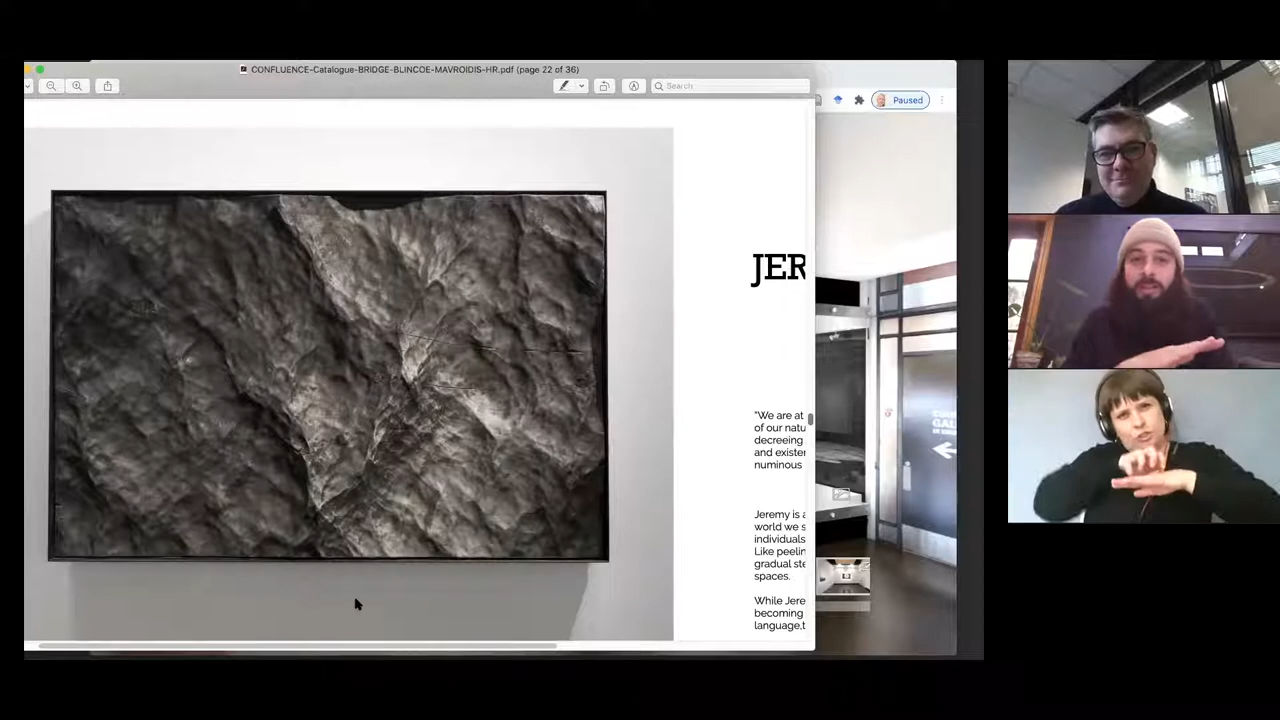 CONFLUENCE-Catalogue-BRIDGE-BLINCOE-MAVROIDIS-HR.pdf (page 22 of 36)
Search
Paused
JER
"We are at
of our natu
decreeing
and existen
numinous
Jeremy is a
world we s
individuals
Like peelin
gradual ste
spaces.
While Jere
becoming
language,t